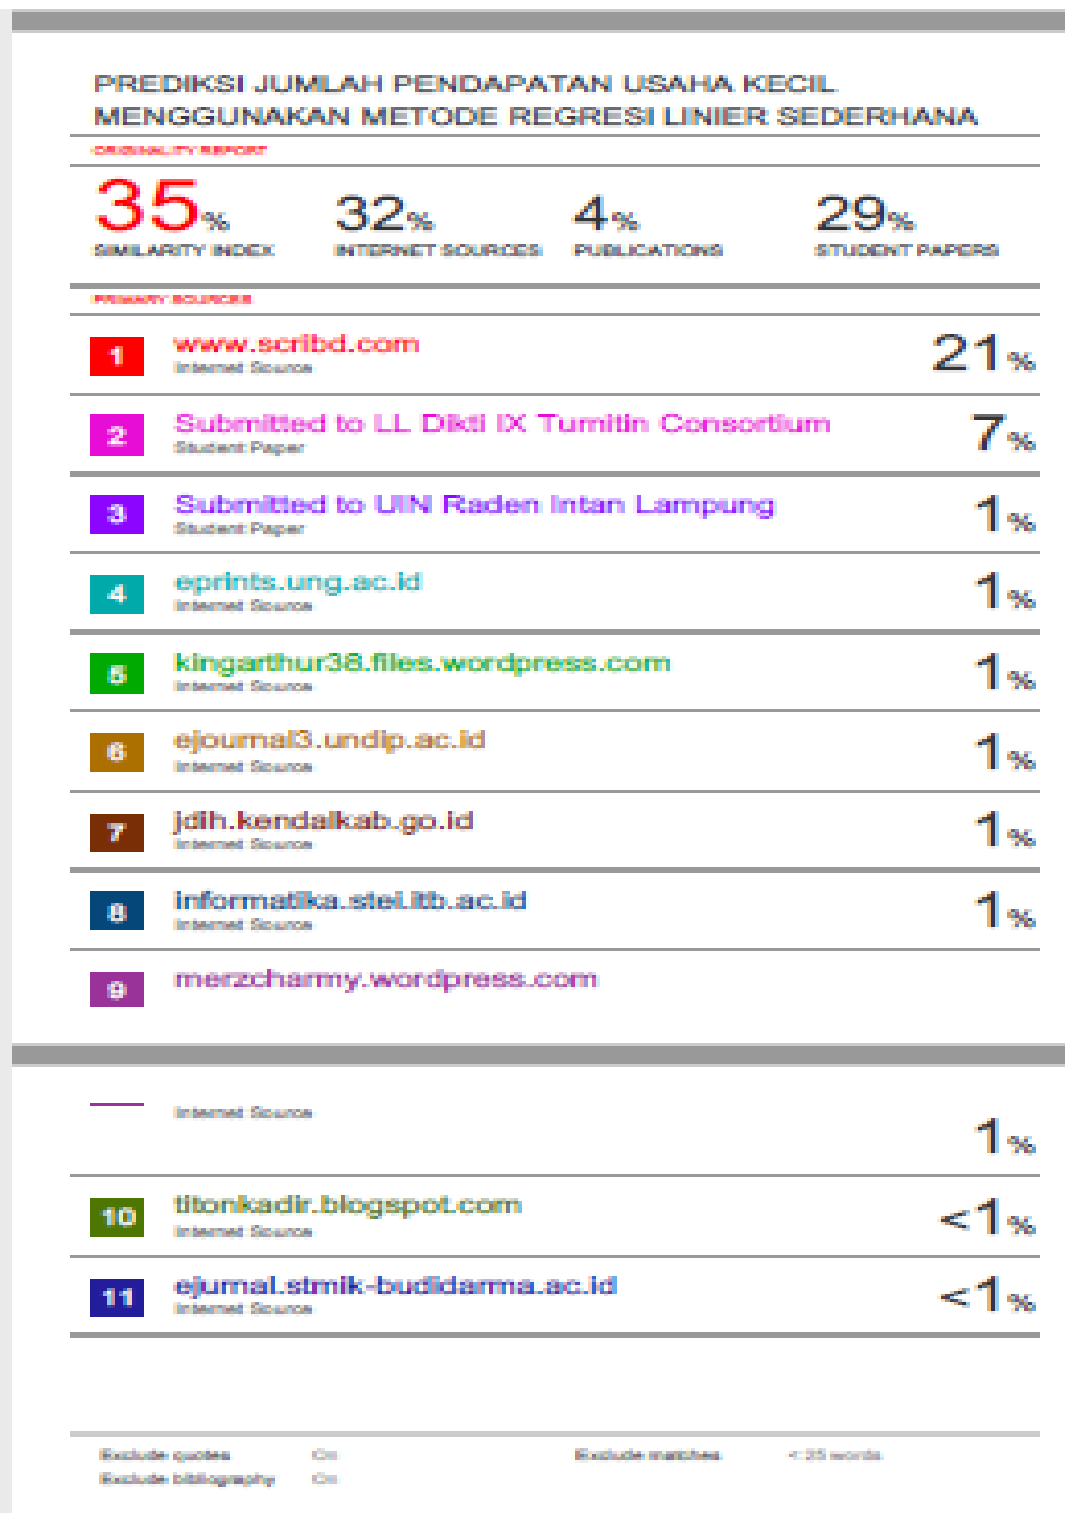 PREDIKSI JUMLAH PENDAPATAN USAHA KECIL
MENGGUNAKAN METODE REGRESI LINIER SEDERHANA
ORIGINALITY REPORT
35% 32% 4% 29%
SIMILARITY INDEX INTERNET SOURCES PUBLICATIONS STUDENT PAPERS
PRIMARY SOURCES
1 www.scribd.com 21%
Internet Source
2 Submitted to LL Dikti IX Turnitin Consortium 7%
Student Paper
3 Submitted to UIN Raden Intan Lampung 1%
Student Paper
4 eprints.ung.ac.id 1%
Internet Source
5 kingarthur38.files.wordpress.com 1%
Internet Source
6 ejournal3.undip.ac.id 1%
Internet Source
7 jdih.kendalkab.go.id 1%
Internet Source
8 informatika.stei.itb.ac.id 1%
Internet Source
9 merzcharmy.wordpress.com
Internet Source
1%
10 titonkadir.blogspot.com <1%
Internet Source
11 ejurnal.stmik-budidarma.ac.id <1%
Internet Source
Exclude quotes On Exclude matches < 25 words
Exclude bibliography On